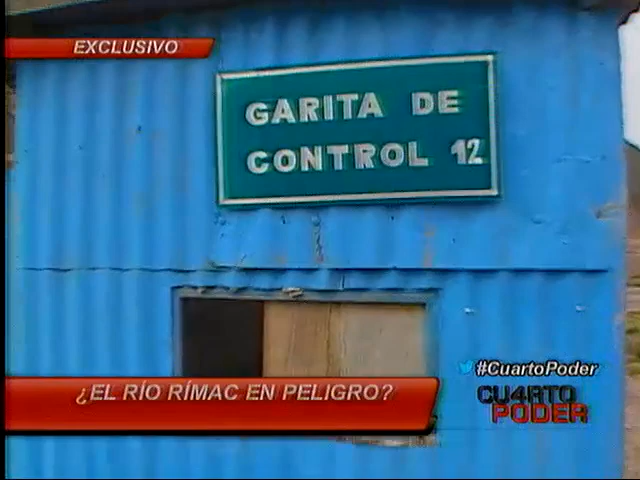 EXCLUSIVO
GARITA DE
CONTROL 12
¿EL RÍO RÍMAC EN PELIGRO?
#CuartoPoder
CU4RTO
PODER